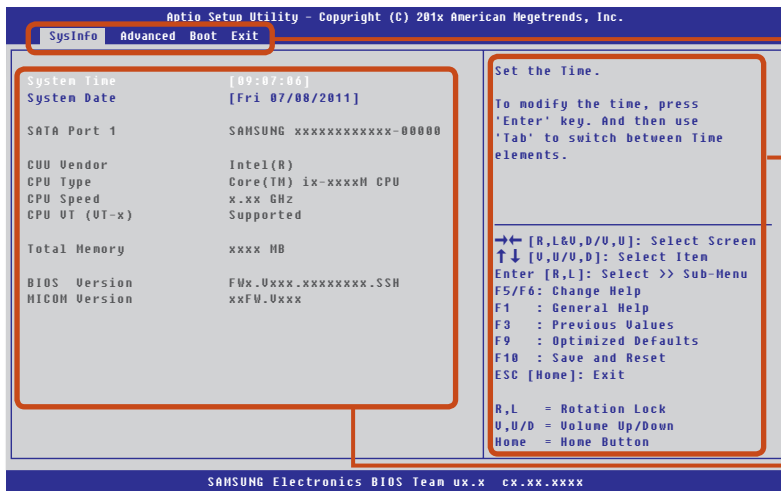 Aptio Setup Utility - Copyright (C) 201x American Megetrends, Inc.
SysInfo Advanced Boot Exit
System Time [09:07:06]
System Date [Fri 07/08/2011]
SATA Port 1 SAMSUNG xxxxxxxxxxxx-00000
CUU Vendor Intel(R)
CPU Type Core(TM) ix-xxxxM CPU
CPU Speed x.xx GHz
CPU VT (VT-x) Supported
Total Memory xxxx MB
BIOS Version FWx.Vxxx.xxxxxxxx.SSH
MICOM Version xxFW.Vxxx
Set the Time.
To modify the time, press
'Enter' key. And then use
'Tab' to switch between Time
elements.
→← [R,L&V,D/V,U]: Select Screen
↑↓ [V,U/V,D]: Select Item
Enter [R,L]: Select >> Sub-Menu
F5/F6: Change Help
F1 : General Help
F3 : Previous Values
F9 : Optimized Defaults
F10 : Save and Reset
ESC [Home]: Exit
R,L = Rotation Lock
V,U/D = Volume Up/Down
Home = Home Button
SAMSUNG Electronics BIOS Team ux.x cx.xx.xxxx